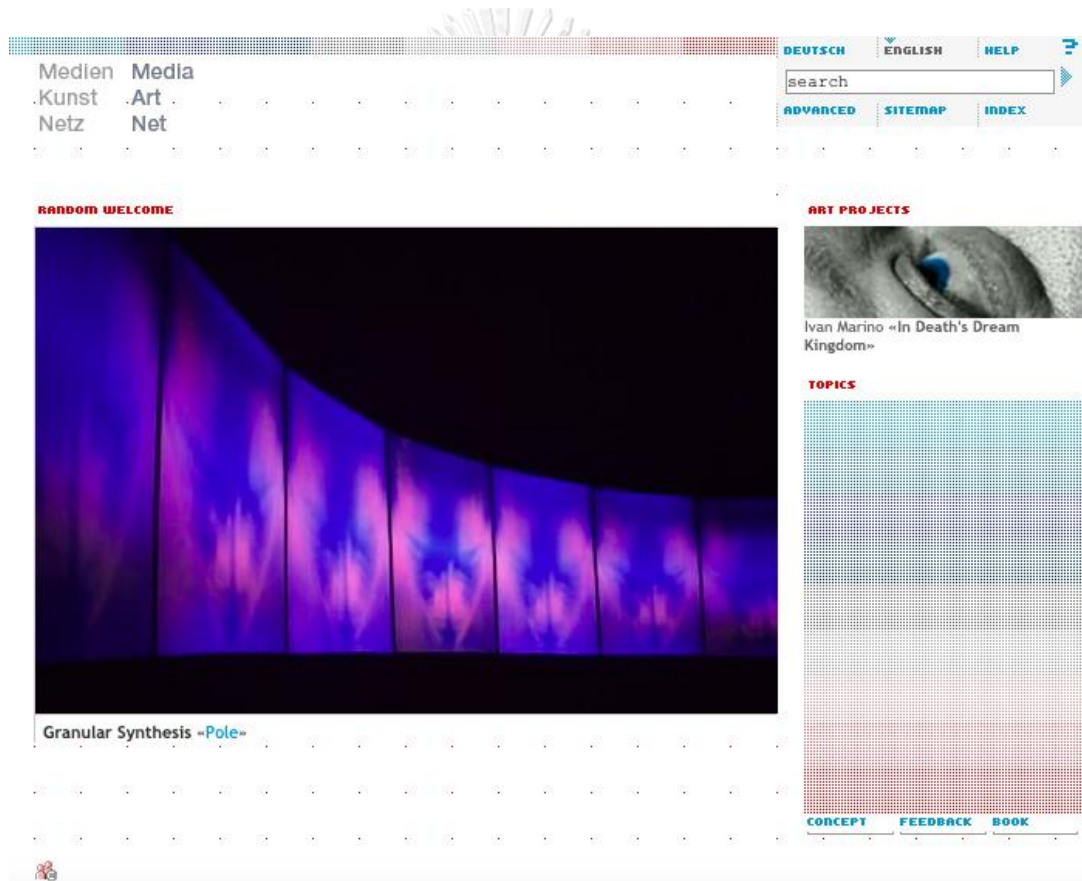 DEUTSCH ENGLISH HELP ?
Medien Media
Kunst Art
Netz Net
search
ADVANCED SITEMAP INDEX
RANDOM WELCOME
ART PROJECTS
Ivan Marino «In Death's Dream
Kingdom»
TOPICS
Granular Synthesis «Pole»
CONCEPT FEEDBACK BOOK